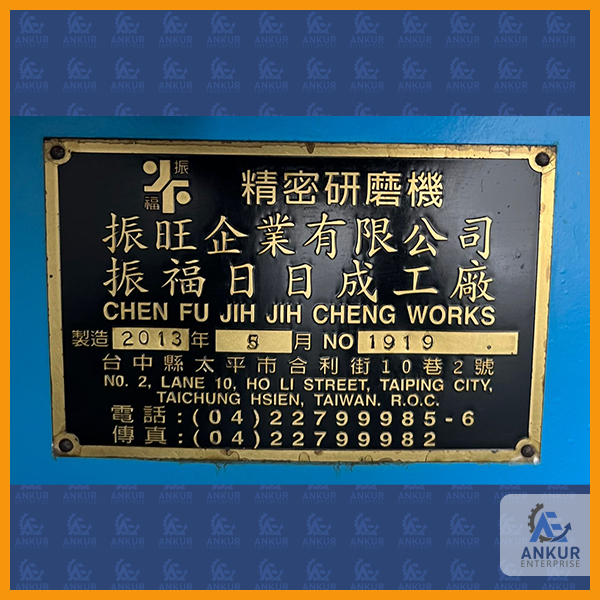 振
福
精密研磨機
振旺企業有限公司
振福日日成工廠
CHEN FU JIH JIH CHENG WORKS
製造 2013 年 5 月 NO 1919
台中縣太平市合利街10巷2號
NO. 2, LANE 10, HO LI STREET, TAIPING CITY,
TAICHUNG HSIEN, TAIWAN. R.O.C.
電話:(04)22799985-6
傳真:(04)22799982
ANKUR
ENTERPRISE